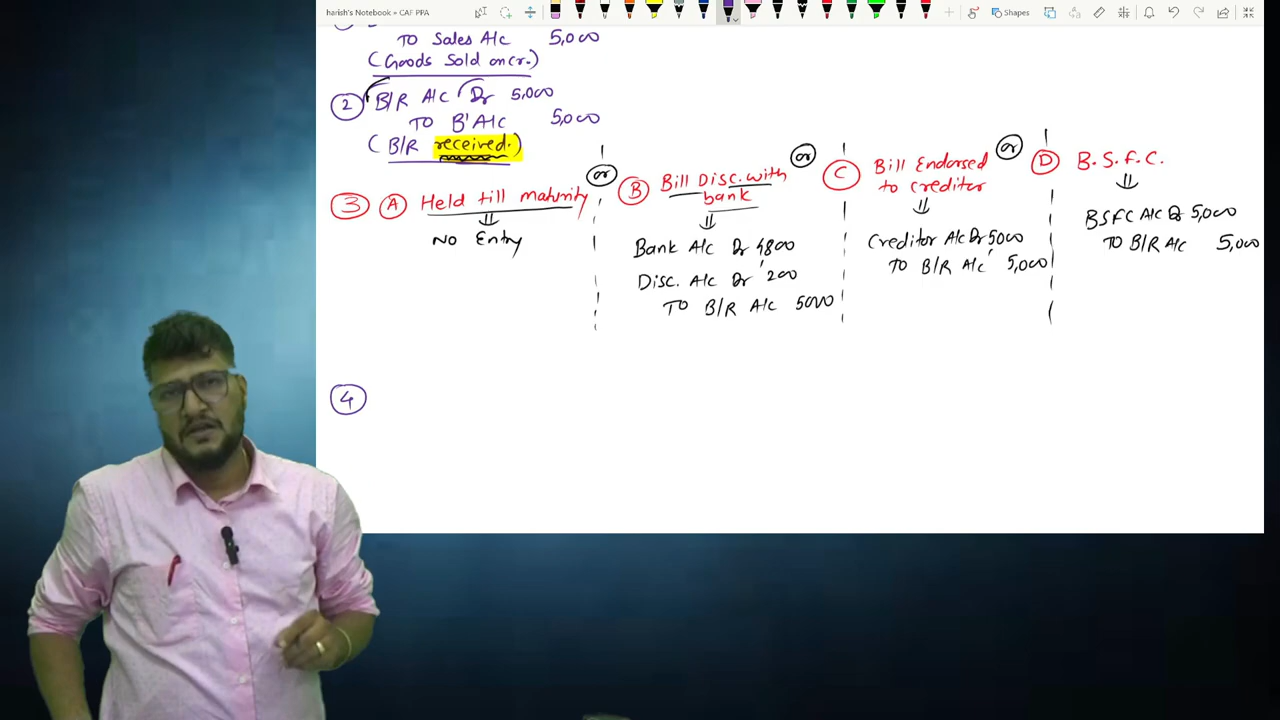 harish's Notebook » CAF PPA
Shapes
TO Sales A/c 5,000
(Goods Sold on cr.)
2 B/R A/c Dr 5,000
TO B' A/c 5,000
(B/R received.)
3 A Held till maturity
No Entry
or
B Bill Disc. with bank
Bank A/c Dr 4800
Disc. A/c Dr 200
TO B/R A/c 5000
or
C Bill Endorsed
to creditor
Creditor A/c Dr 5000
TO B/R A/c 5,000
or
D B.S.F.C.
BSFC A/c Dr 5,000
TO B/R A/c 5,000
4